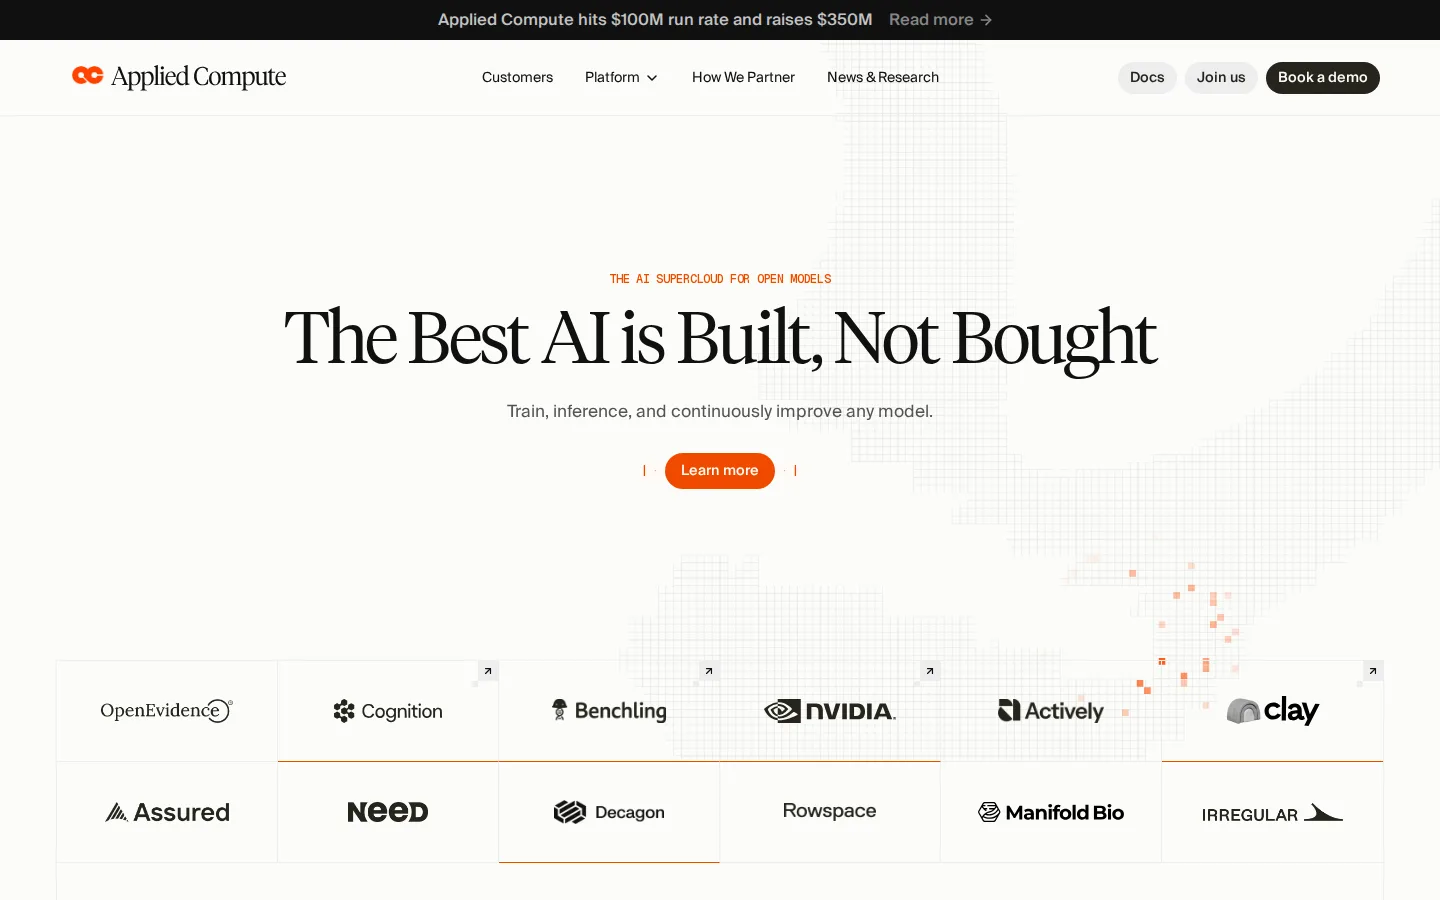 Applied Compute hits $100M run rate and raises $350M Read more →
Applied Compute
Customers Platform How We Partner News & Research
Docs Join us Book a demo
THE AI SUPERCLOUD FOR OPEN MODELS
The Best AI is Built, Not Bought
Train, inference, and continuously improve any model.
Learn more
OpenEvidence® Cognition Benchling NVIDIA. Actively clay
Assured NeeD Decagon Rowspace Manifold Bio IRREGULAR